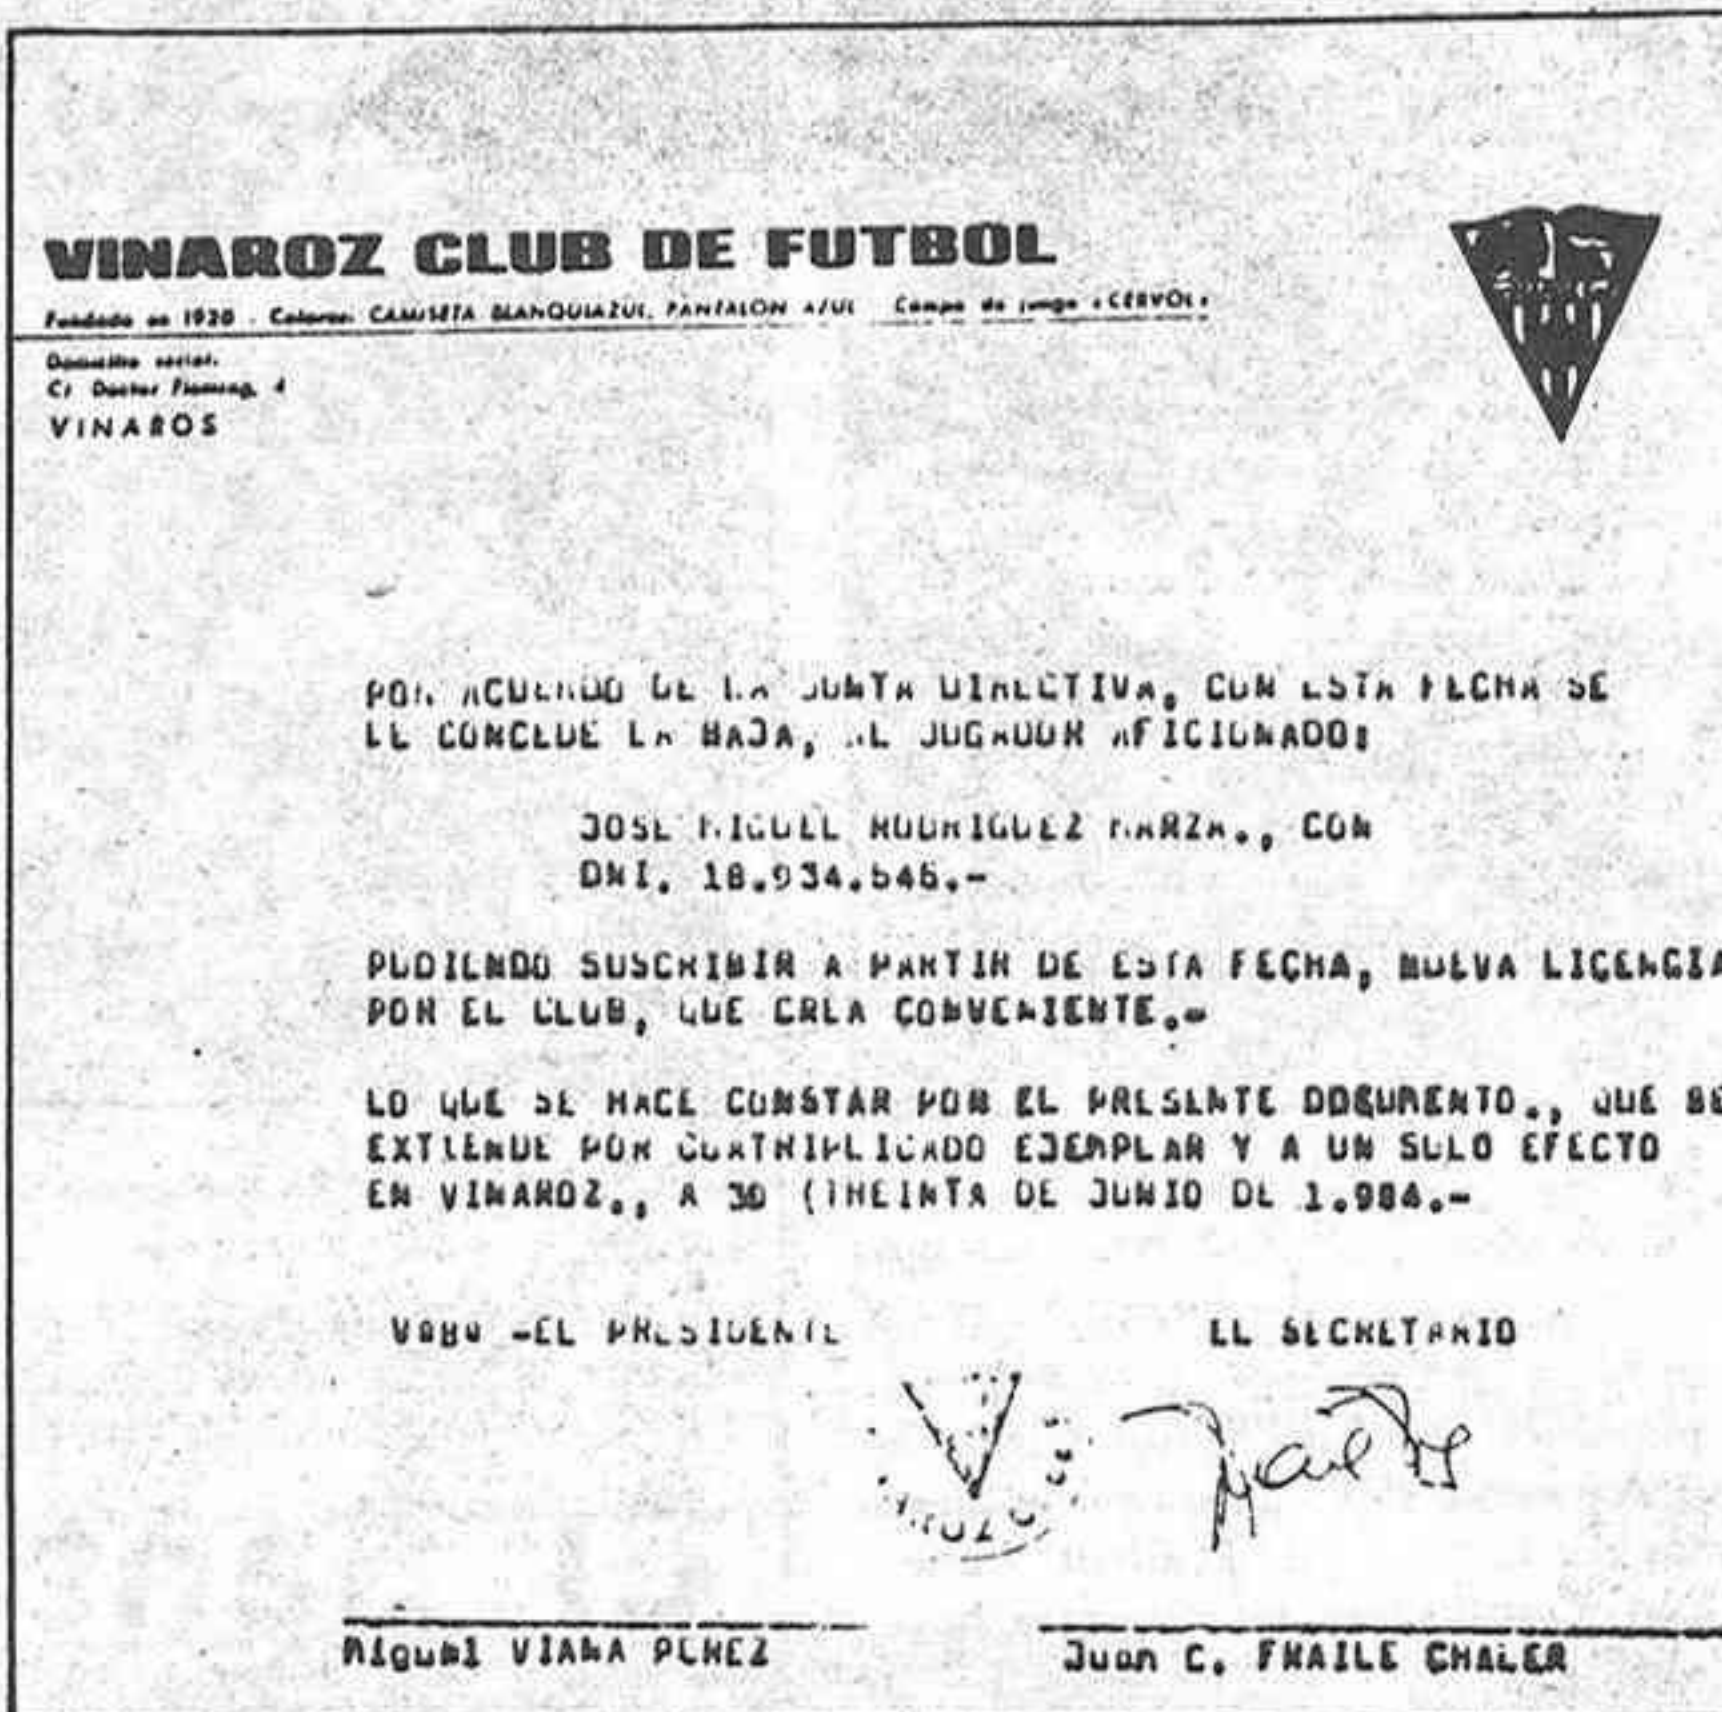 VINAROZ CLUB DE FUTBOL
Fundado en 1920 - Colores: CAMISETA BLANQUIAZUL, PANTALON AZUL Campo de juego «CERVOL»
Domicilio social.
C/ Doctor Fleming, 4
VINAROS
POR ACUERDO DE LA JUNTA DIRECTIVA, CON ESTA FECHA SE
LE CONCEDE LA BAJA, AL JUGADOR AFICIONADO:
JOSE MIGUEL RODRIGUEZ MARZA., CON
DNI. 18.934.546.-
PUDIENDO SUSCRIBIR A PARTIR DE ESTA FECHA, NUEVA LICENCIA
POR EL CLUB, QUE CREA CONVENIENTE.-
LO QUE SE HACE CONSTAR POR EL PRESENTE DOCUMENTO., QUE SE
EXTIENDE POR CUATRIPLICADO EJEMPLAR Y A UN SOLO EFECTO
EN VINAROZ., A 30 (TREINTA DE JUNIO DE 1.984.-
VºBº -EL PRESIDENTE
EL SECRETARIO
Miguel VIANA PEREZ
Juan C. FRAILE CHALER